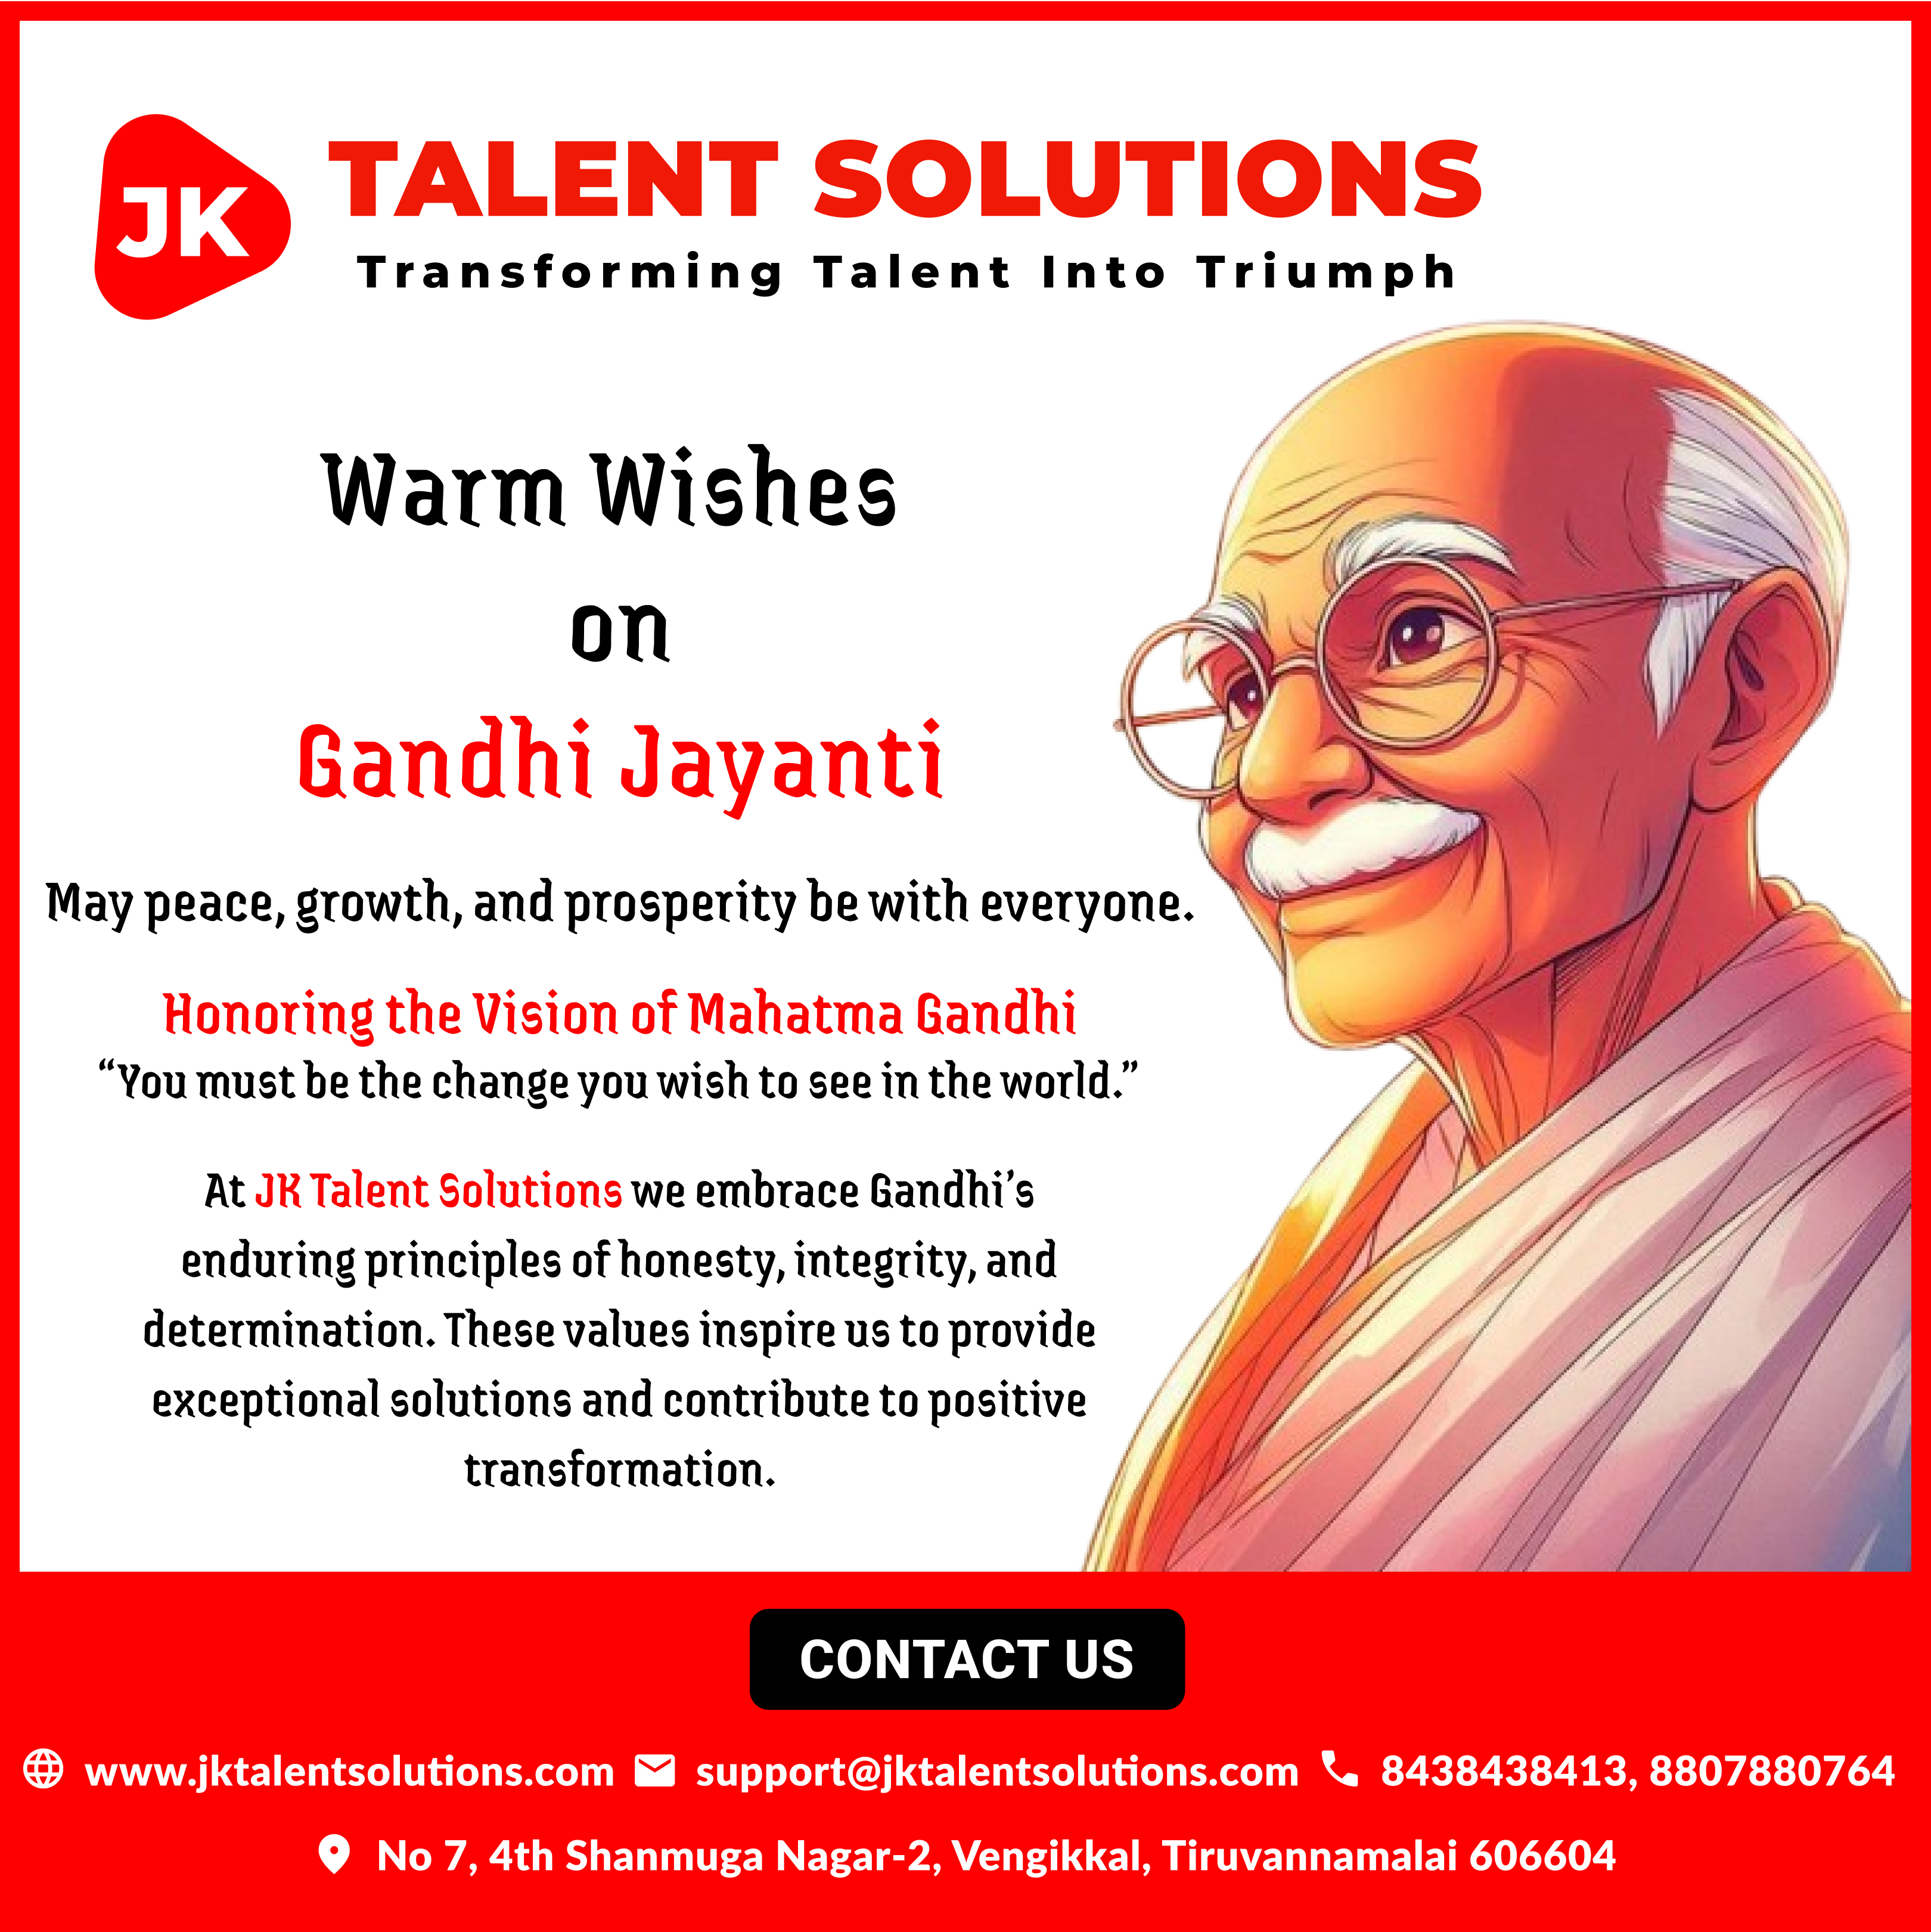 JK
TALENT SOLUTIONS
Transforming Talent Into Triumph
Warm Wishes
on
Gandhi Jayanti
May peace, growth, and prosperity be with everyone.
Honoring the Vision of Mahatma Gandhi
“You must be the change you wish to see in the world.”
At JK Talent Solutions we embrace Gandhi’s
enduring principles of honesty, integrity, and
determination. These values inspire us to provide
exceptional solutions and contribute to positive
transformation.
CONTACT US
www.jktalentsolutions.com support@jktalentsolutions.com 8438438413, 8807880764
No 7, 4th Shanmuga Nagar-2, Vengikkal, Tiruvannamalai 606604